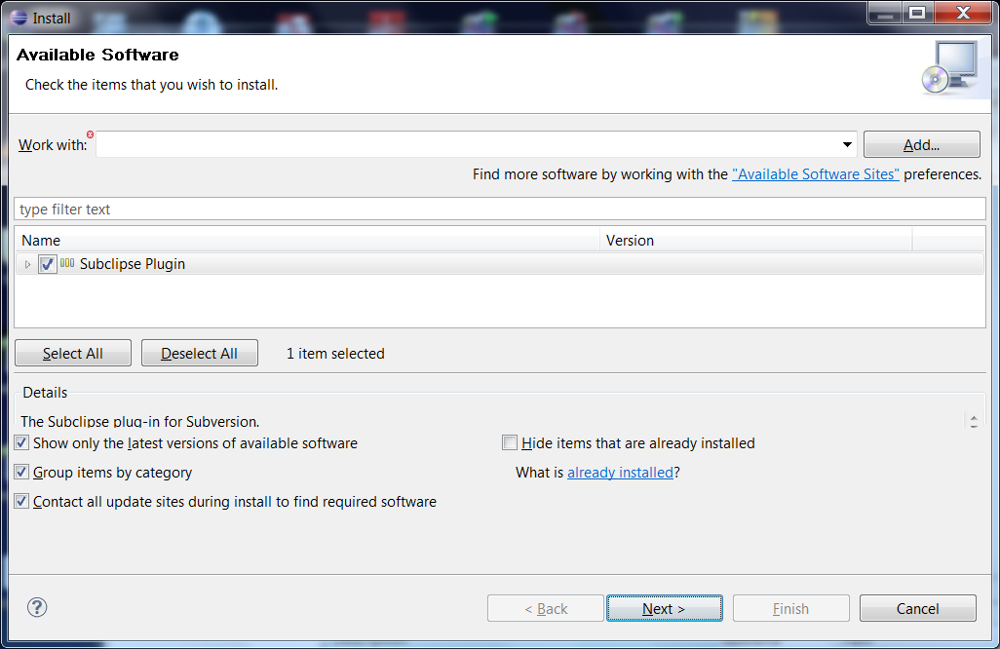 Install
Available Software
Check the items that you wish to install.
Work with:
Add...
Find more software by working with the "Available Software Sites" preferences.
type filter text
Name Version
Subclipse Plugin
Select All Deselect All 1 item selected
Details
The Subclipse plug-in for Subversion.
Show only the latest versions of available software Hide items that are already installed
Group items by category What is already installed?
Contact all update sites during install to find required software
< Back Next > Finish Cancel